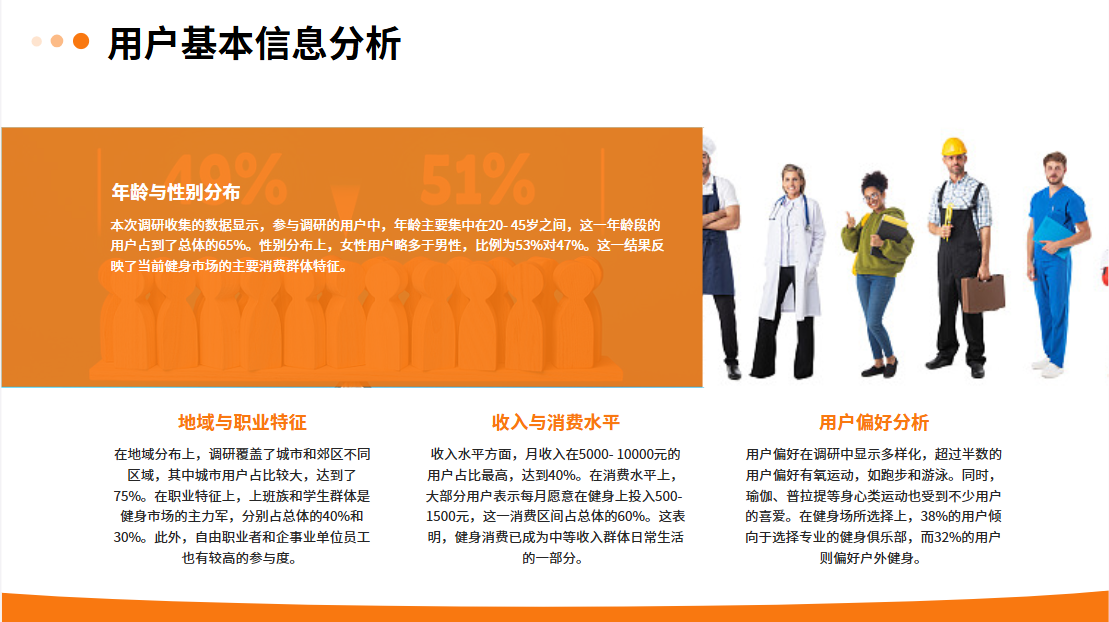 用户基本信息分析
49%
51%
年龄与性别分布
本次调研收集的数据显示，参与调研的用户中，年龄主要集中在20- 45岁之间，这一年龄段的
用户占到了总体的65%。性别分布上，女性用户略多于男性，比例为53%对47%。这一结果反
映了当前健身市场的主要消费群体特征。
地域与职业特征
在地域分布上，调研覆盖了城市和郊区不同
区域，其中城市用户占比较大，达到了
75%。在职业特征上，上班族和学生群体是
健身市场的主力军，分别占总体的40%和
30%。此外，自由职业者和企事业单位员工
也有较高的参与度。
收入与消费水平
收入水平方面，月收入在5000- 10000元的
用户占比最高，达到40%。在消费水平上，
大部分用户表示每月愿意在健身上投入500-
1500元，这一消费区间占总体的60%。这表
明，健身消费已成为中等收入群体日常生活
的一部分。
用户偏好分析
用户偏好在调研中显示多样化，超过半数的
用户偏好有氧运动，如跑步和游泳。同时，
瑜伽、普拉提等身心类运动也受到不少用户
的喜爱。在健身场所选择上，38%的用户倾
向于选择专业的健身俱乐部，而32%的用户
则偏好户外健身。